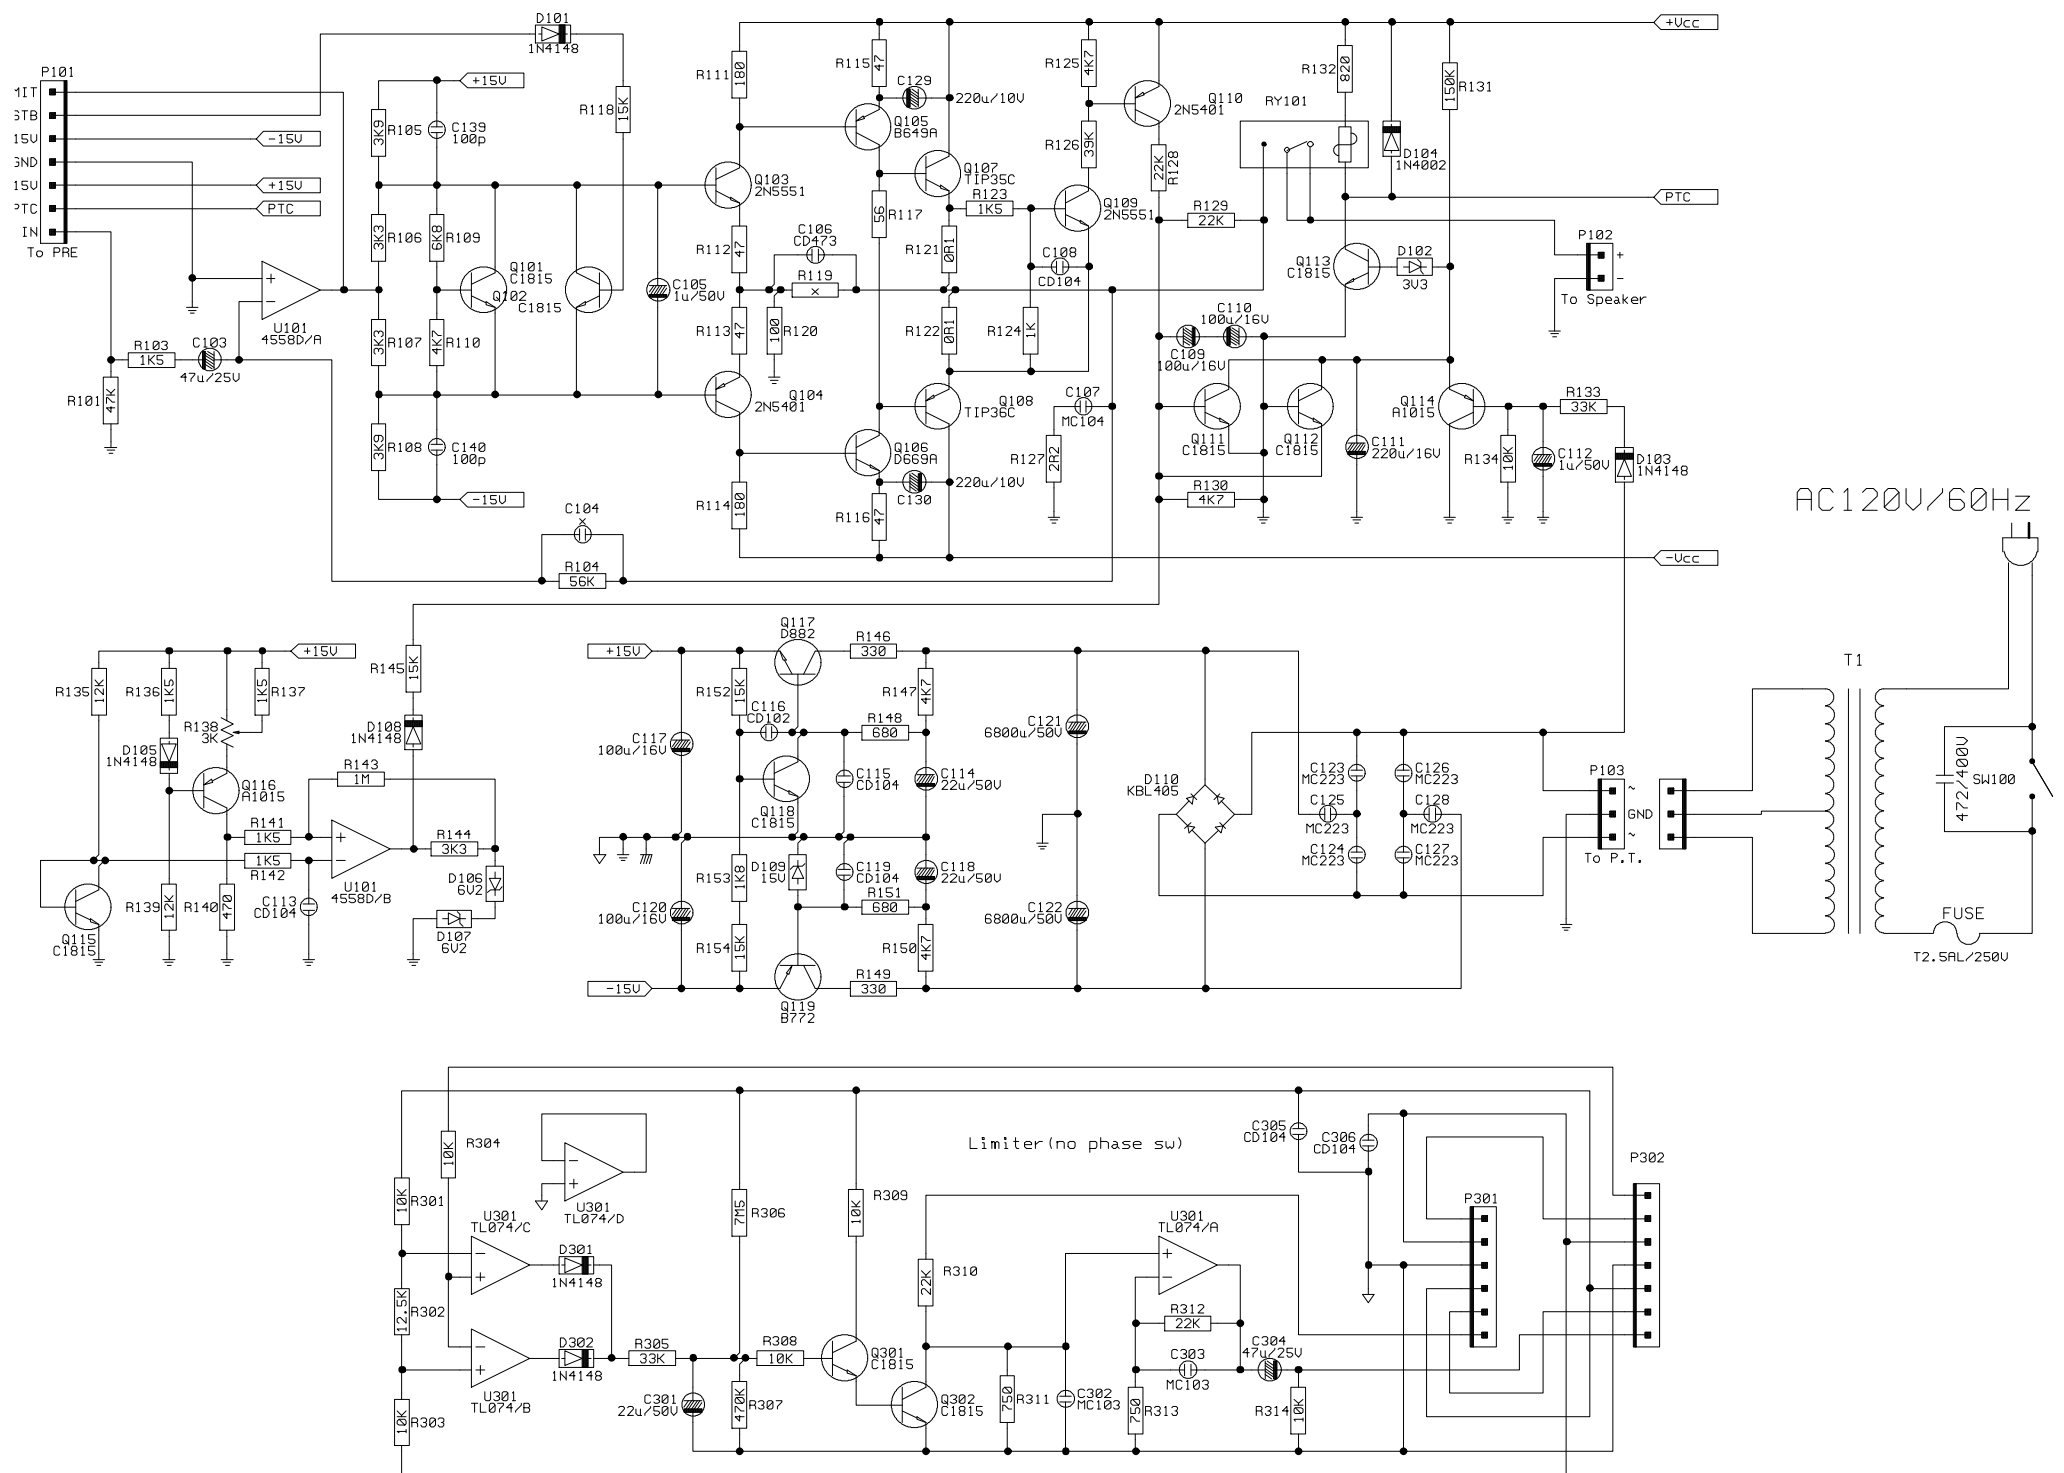 P101
MIT
STB
15V
GND
15V
PTC
IN
To PRE
-15V
+15V
PTC
D101
1N4148
+15V
R118
15K
R105
3K9
C139
100p
R106
3K3
R109
6K8
Q101
C1815
Q102
C1815
C105
1u/50V
U101
4558D/A
R103
1K5
C103
47u/25V
R101
47K
R107
3K3
R110
4K7
R108
3K9
C140
100p
-15V
C104
x
R104
56K
R111
180
Q103
2N5551
R112
47
R113
47
Q104
2N5401
R114
180
C106
CD473
R119
x
R120
100
R115
47
C129
220u/10V
Q105
B649A
Q107
TIP35C
R117
56
R121
0R1
R122
0R1
Q108
TIP36C
Q106
D669A
C130
220u/10V
R116
47
R123
1K5
R124
1K
C108
CD104
R125
4K7
R126
39K
Q109
2N5551
C107
MC104
R127
2R2
Q110
2N5401
R128
22K
R129
22K
RY101
R132
820
D104
1N4002
R131
150K
+Vcc
PTC
Q113
C1815
D102
3V3
P102
+
-
To Speaker
C109
100u/16V
C110
100u/16V
Q111
C1815
Q112
C1815
C111
220u/16V
R130
4K7
Q114
A1015
R133
33K
R134
10K
C112
1u/50V
D103
1N4148
-Vcc
AC120V/60Hz
+15V
R135
12K
R136
1K5
R138
3K
R137
1K5
D105
1N4148
Q116
A1015
R145
15K
D108
1N4148
R143
1M
R141
1K5
R142
1K5
U101
4558D/B
R144
3K3
D106
6V2
D107
6V2
C113
CD104
R139
12K
R140
470
Q115
C1815
+15V
Q117
D882
R146
330
R152
15K
C116
CD102
R147
4K7
R148
680
C117
100u/16V
Q118
C1815
C115
CD104
C114
22u/50V
R153
1K8
D109
15V
C119
CD104
C118
22u/50V
R151
680
C120
100u/16V
R154
15K
R150
4K7
-15V
Q119
B772
R149
330
C121
6800u/50V
C122
6800u/50V
D110
KBL405
C123
MC223
C126
MC223
C125
MC223
C128
MC223
C124
MC223
C127
MC223
P103
~
GND
~
To P.T.
T1
472/400V
SW100
FUSE
T2.5AL/250V
Limiter(no phase sw)
R304
10K
R301
10K
U301
TL074/C
U301
TL074/D
D301
1N4148
R302
12.5K
D302
1N4148
U301
TL074/B
R303
10K
R305
33K
C301
22u/50V
R306
7M5
R307
470K
R308
10K
R309
10K
Q301
C1815
Q302
C1815
R310
22K
R311
750
C302
MC103
U301
TL074/A
R312
22K
C303
MC103
R313
750
C304
47u/25V
R314
10K
C305
CD104
C306
CD104
P301
P302